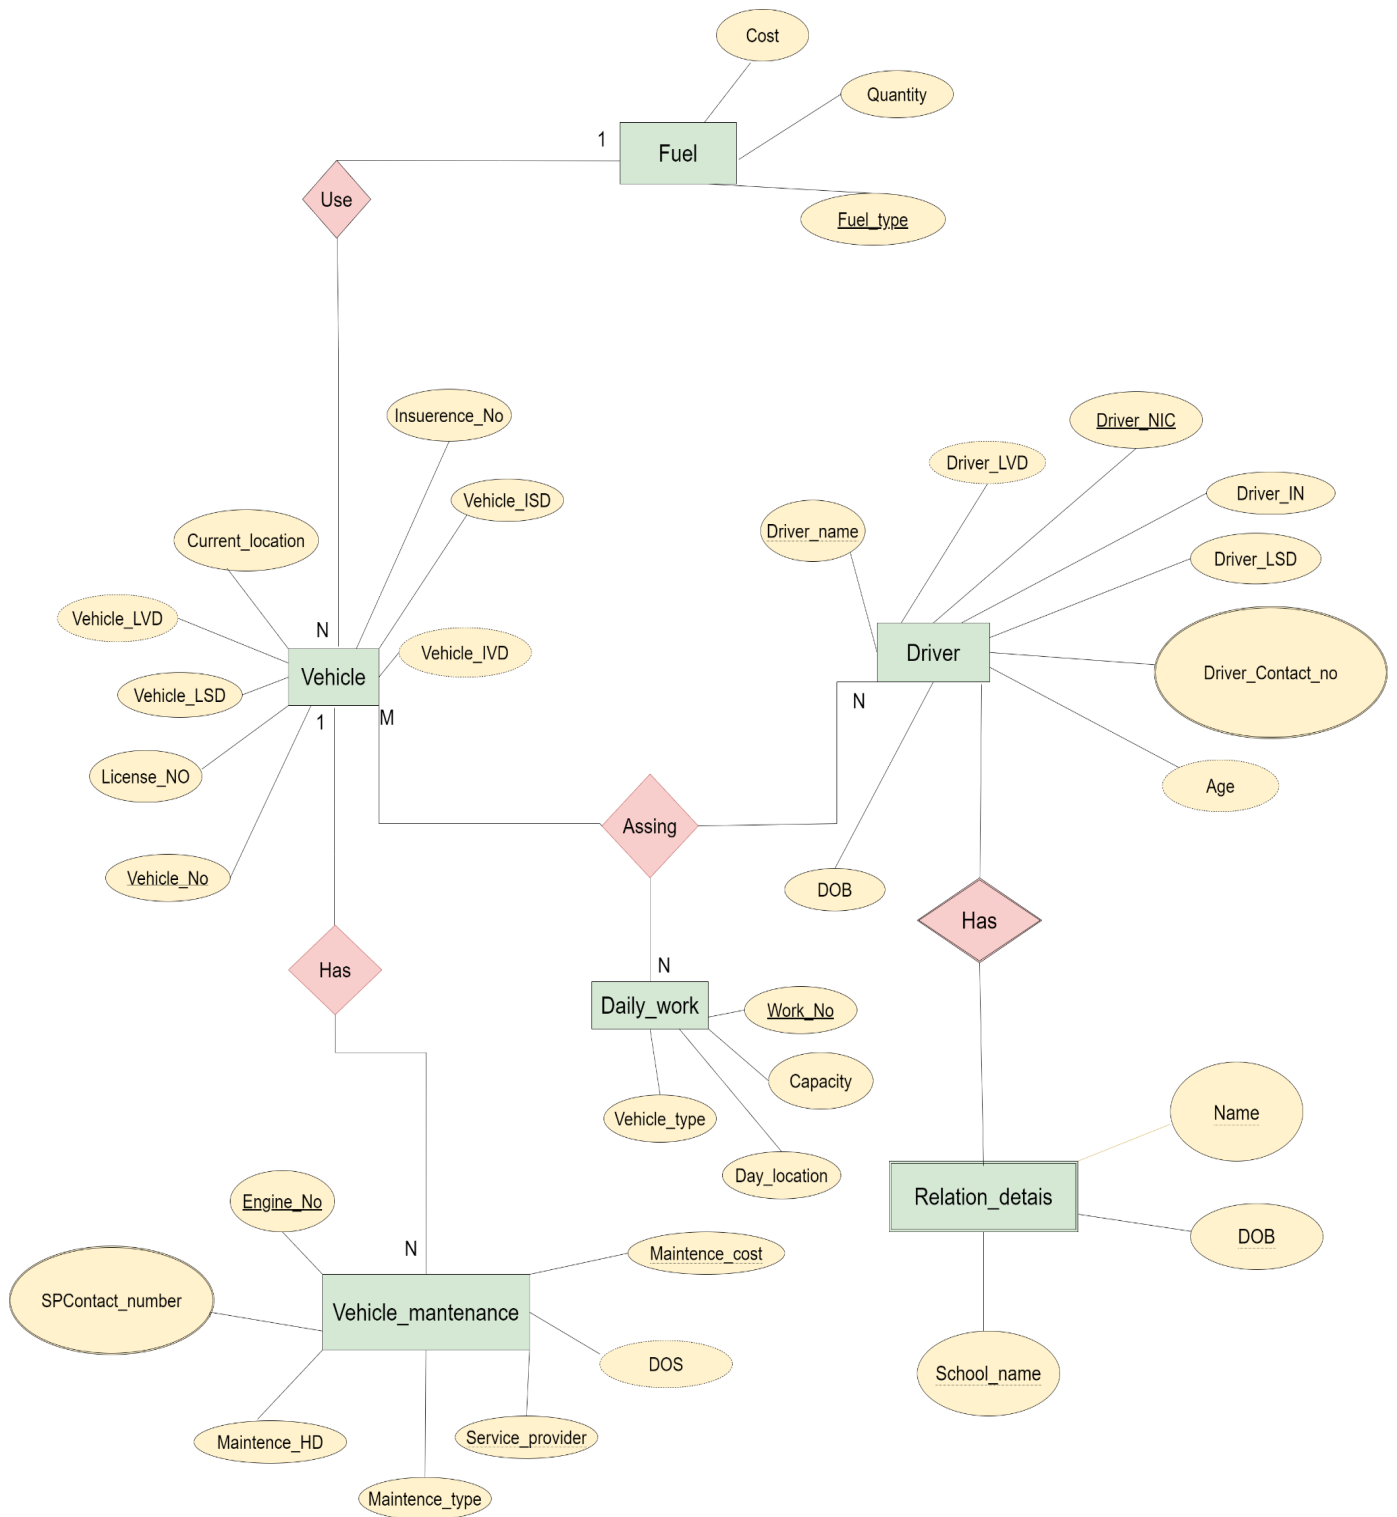 Cost
Quantity
1
Fuel
Use
Fuel_type
Insuerence_No
Driver_NIC
Driver_LVD
Vehicle_ISD
Driver_IN
Current_location
Driver_name
Driver_LSD
Vehicle_LVD
N
Vehicle_IVD
Driver
Vehicle
Driver_Contact_no
Vehicle_LSD
1
M
N
License_NO
Age
Assing
Vehicle_No
DOB
Has
Has
N
Daily_work
Work_No
Capacity
Vehicle_type
Name
Day_location
Relation_detais
Engine_No
DOB
N
Maintence_cost
SPContact_number
Vehicle_mantenance
DOS
School_name
Maintence_HD
Service_provider
Maintence_type